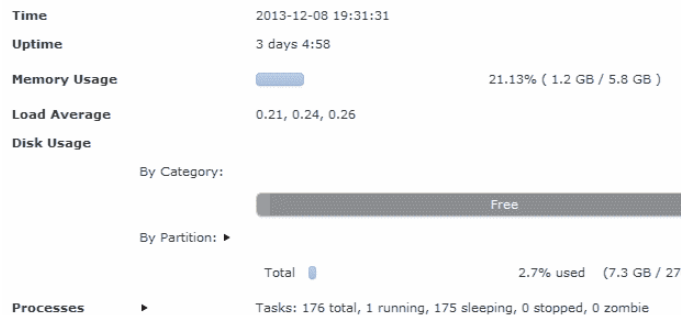 Time 2013-12-08 19:31:31
Uptime 3 days 4:58
Memory Usage 21.13% ( 1.2 GB / 5.8 GB )
Load Average 0.21, 0.24, 0.26
Disk Usage
By Category:
Free
By Partition: ▶
Total 2.7% used (7.3 GB / 27
Processes ▶ Tasks: 176 total, 1 running, 175 sleeping, 0 stopped, 0 zombie